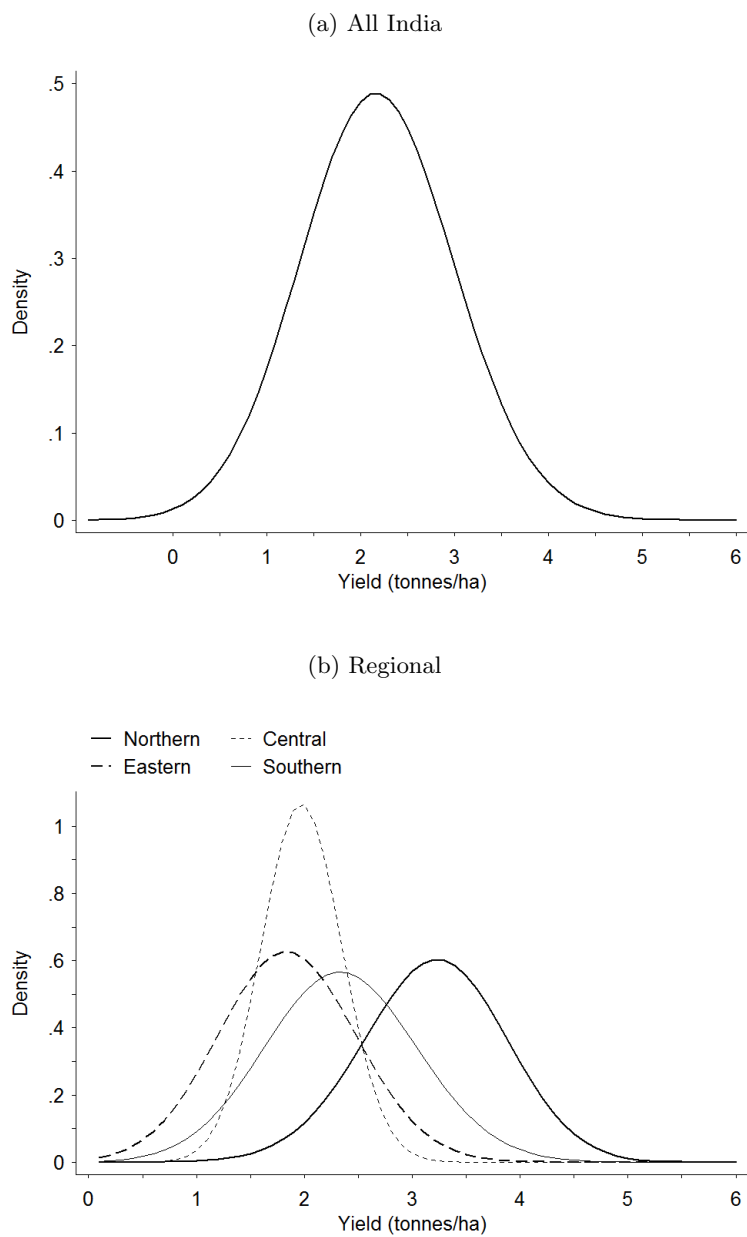 (a) All India
.5
.4
.3
.2
.1
0
Density
0 1 2 3 4 5 6
Yield (tonnes/ha)
(b) Regional
Northern Central
Eastern Southern
1
.8
.6
.4
.2
0
Density
0 1 2 3 4 5 6
Yield (tonnes/ha)